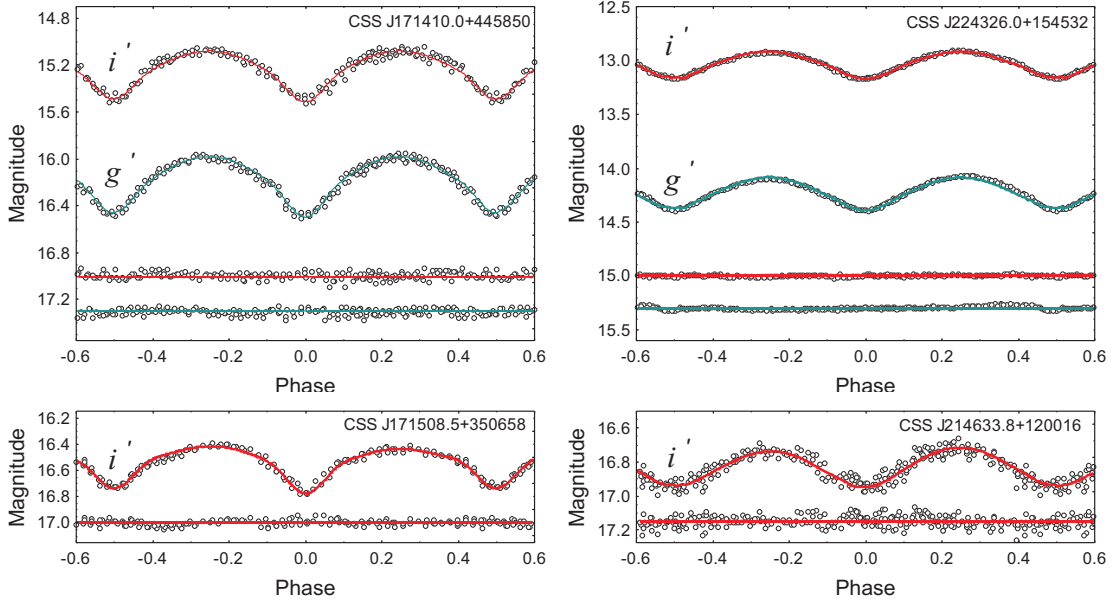 CSS J171410.0+445850
14.8
15.2
15.6
16.0
16.4
16.8
17.2
Magnitude
i'
g'
-0.6 -0.4 -0.2 0.0 0.2 0.4 0.6
Phase
CSS J224326.0+154532
12.5
13.0
13.5
14.0
14.5
15.0
15.5
Magnitude
i'
g'
-0.6 -0.4 -0.2 0.0 0.2 0.4 0.6
Phase
CSS J171508.5+350658
16.2
16.4
16.6
16.8
17.0
Magnitude
i'
-0.6 -0.4 -0.2 0.0 0.2 0.4 0.6
Phase
CSS J214633.8+120016
16.6
16.8
17.0
17.2
Magnitude
i'
-0.6 -0.4 -0.2 0.0 0.2 0.4 0.6
Phase